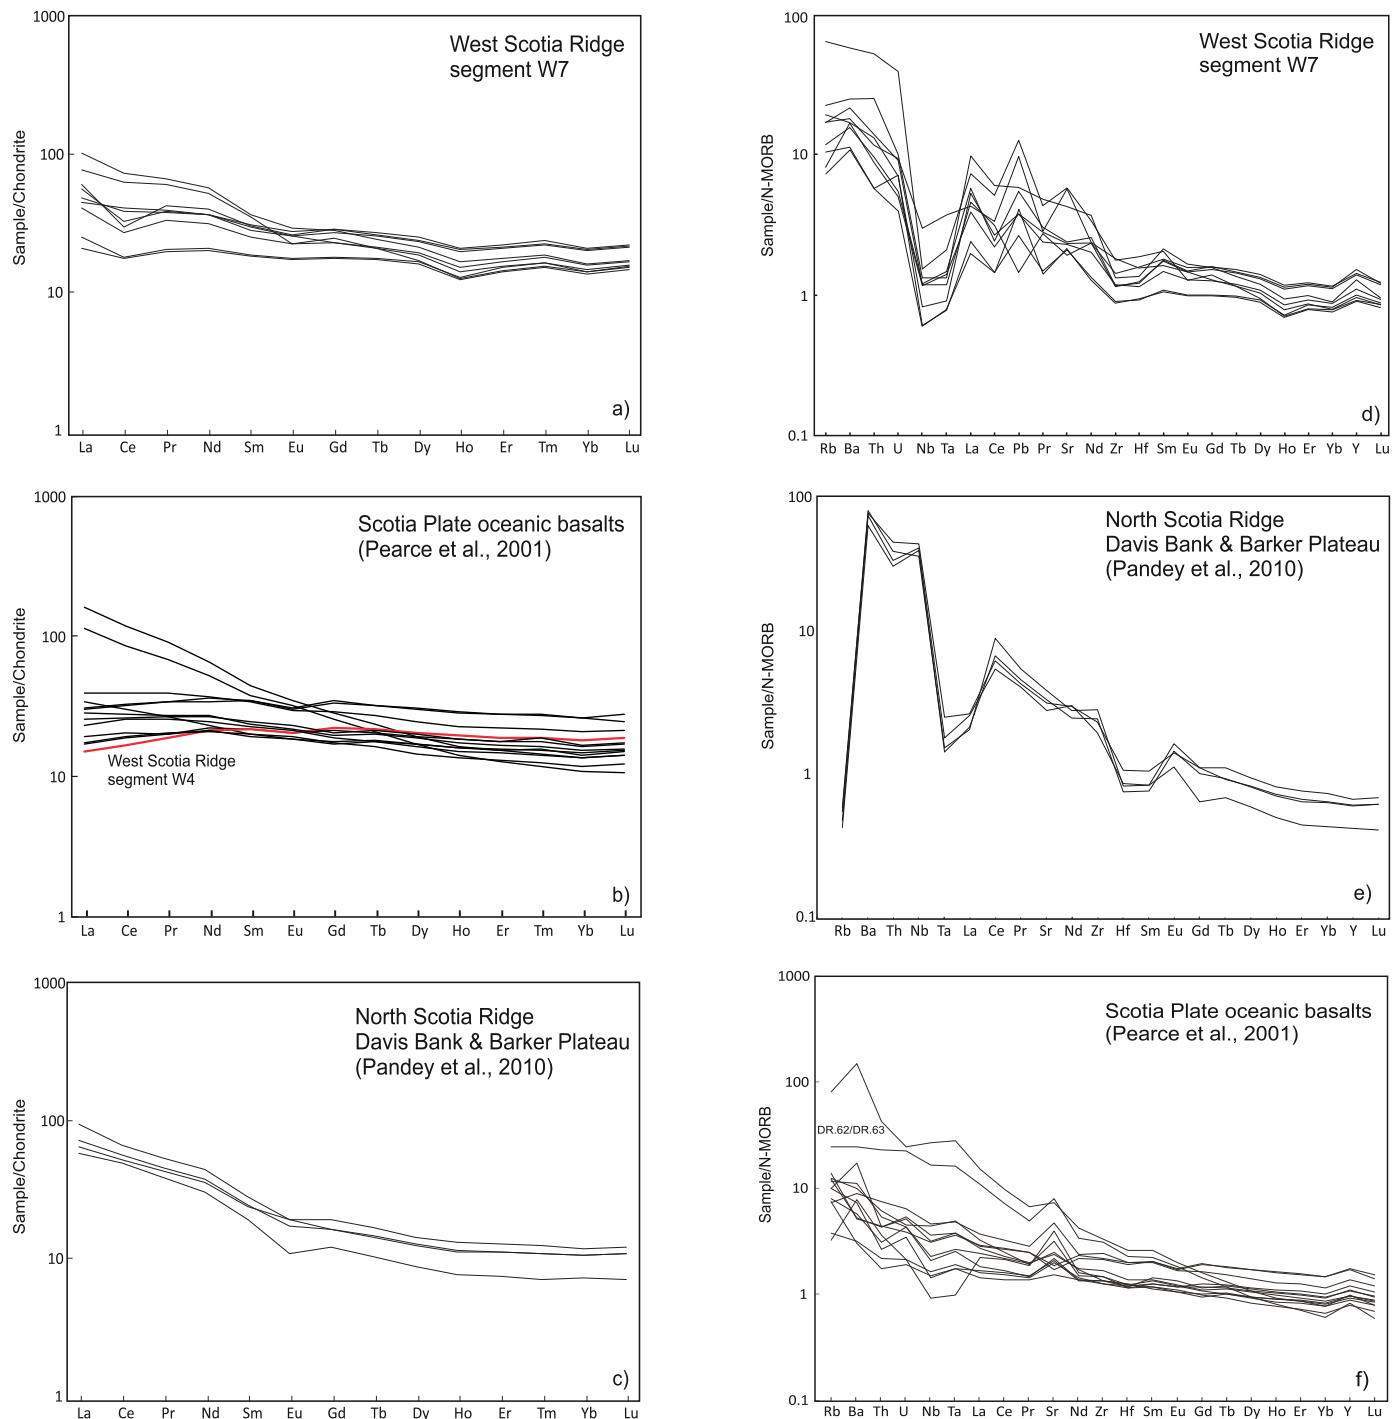 1000
100
10
1
Sample/Chondrite
West Scotia Ridge
segment W7
a)
La Ce Pr Nd Sm Eu Gd Tb Dy Ho Er Tm Yb Lu
100
10
1
0.1
Sample/N-MORB
West Scotia Ridge
segment W7
d)
Rb Ba Th U Nb Ta La Ce Pb Pr Sr Nd Zr Hf Sm Eu Gd Tb Dy Ho Er Yb Y Lu
1000
100
10
1
Sample/Chondrite
Scotia Plate oceanic basalts
(Pearce et al., 2001)
West Scotia Ridge
segment W4
b)
La Ce Pr Nd Sm Eu Gd Tb Dy Ho Er Tm Yb Lu
100
10
1
0.1
Sample/N-MORB
North Scotia Ridge
Davis Bank & Barker Plateau
(Pandey et al., 2010)
e)
Rb Ba Th Nb Ta La Ce Pr Sr Nd Zr Hf Sm Eu Gd Tb Dy Ho Er Yb Y Lu
1000
100
10
1
Sample/Chondrite
North Scotia Ridge
Davis Bank & Barker Plateau
(Pandey et al., 2010)
c)
La Ce Pr Nd Sm Eu Gd Tb Dy Ho Er Tm Yb Lu
1000
100
10
1
0.1
Sample/N-MORB
Scotia Plate oceanic basalts
(Pearce et al., 2001)
DR.62/DR.63
f)
Rb Ba Th U Nb Ta La Ce Pr Sr Nd Zr Hf Sm Eu Gd Tb Dy Ho Er Yb Y Lu